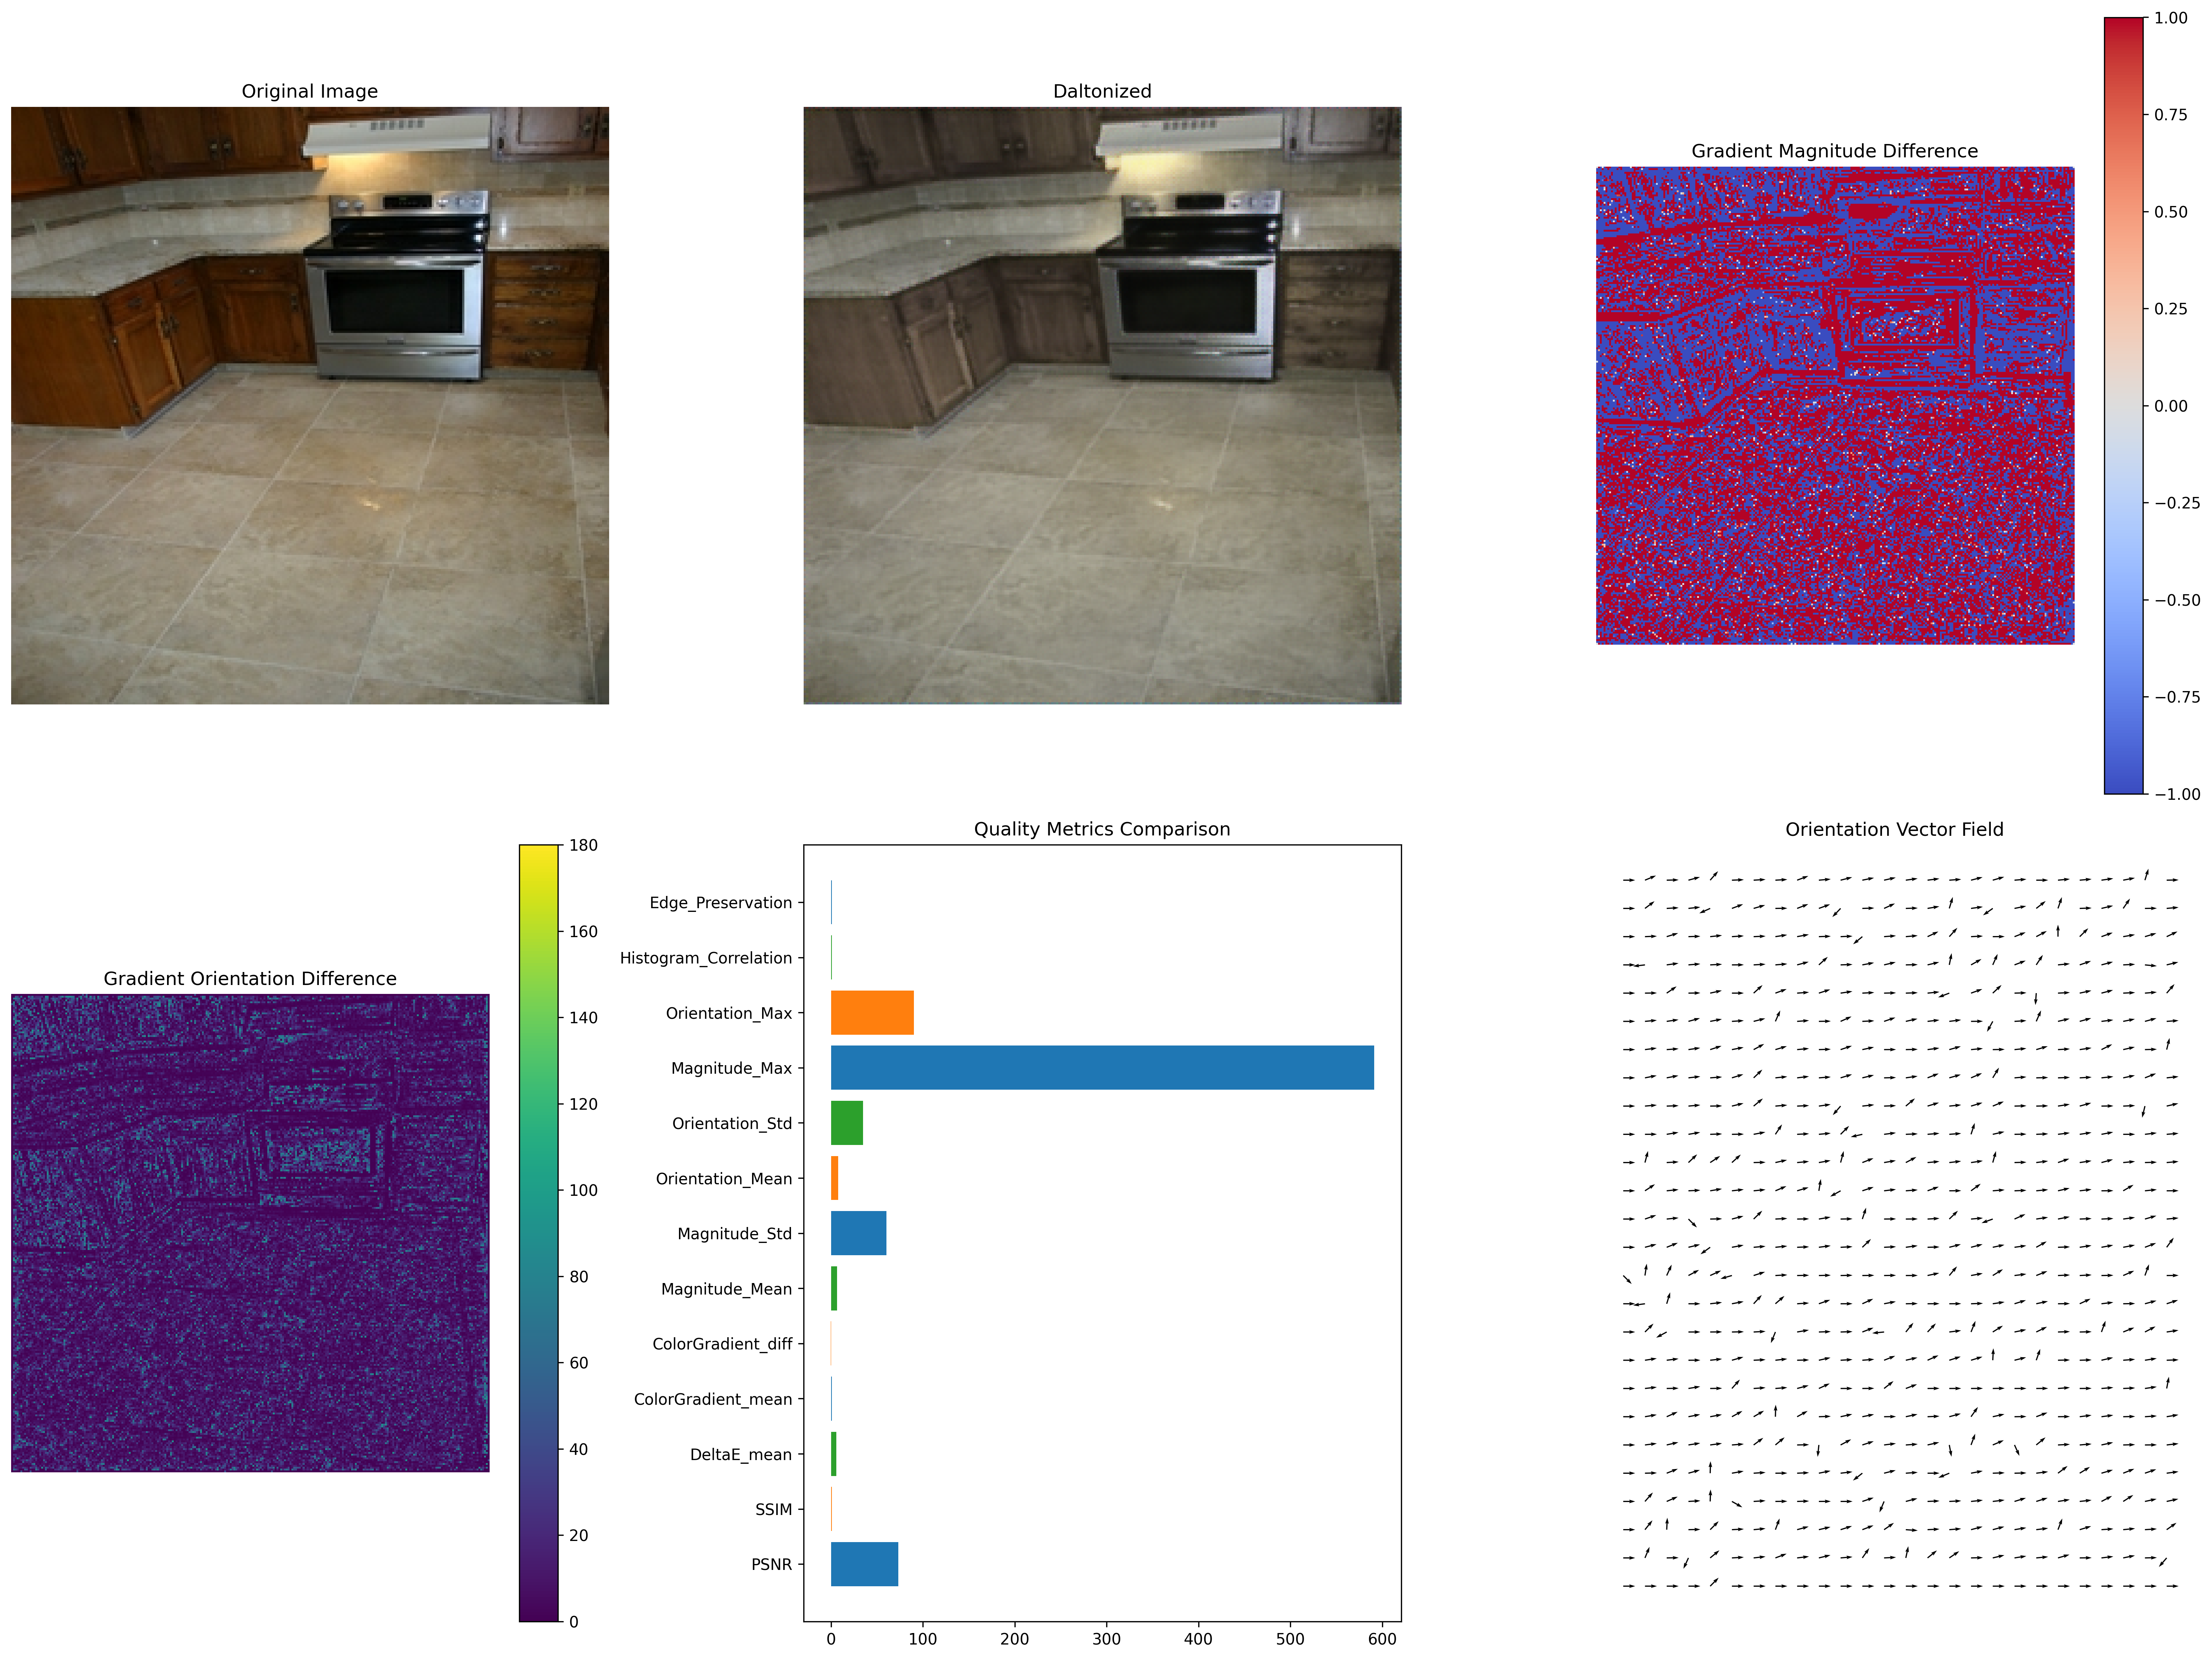 Original Image
Daltonized
Gradient Magnitude Difference
1.00
0.75
0.50
0.25
0.00
−0.25
−0.50
−0.75
−1.00
Gradient Orientation Difference
180
160
140
120
100
80
60
40
20
0
Quality Metrics Comparison
Edge_Preservation
Histogram_Correlation
Orientation_Max
Magnitude_Max
Orientation_Std
Orientation_Mean
Magnitude_Std
Magnitude_Mean
ColorGradient_diff
ColorGradient_mean
DeltaE_mean
SSIM
PSNR
0 100 200 300 400 500 600
Orientation Vector Field